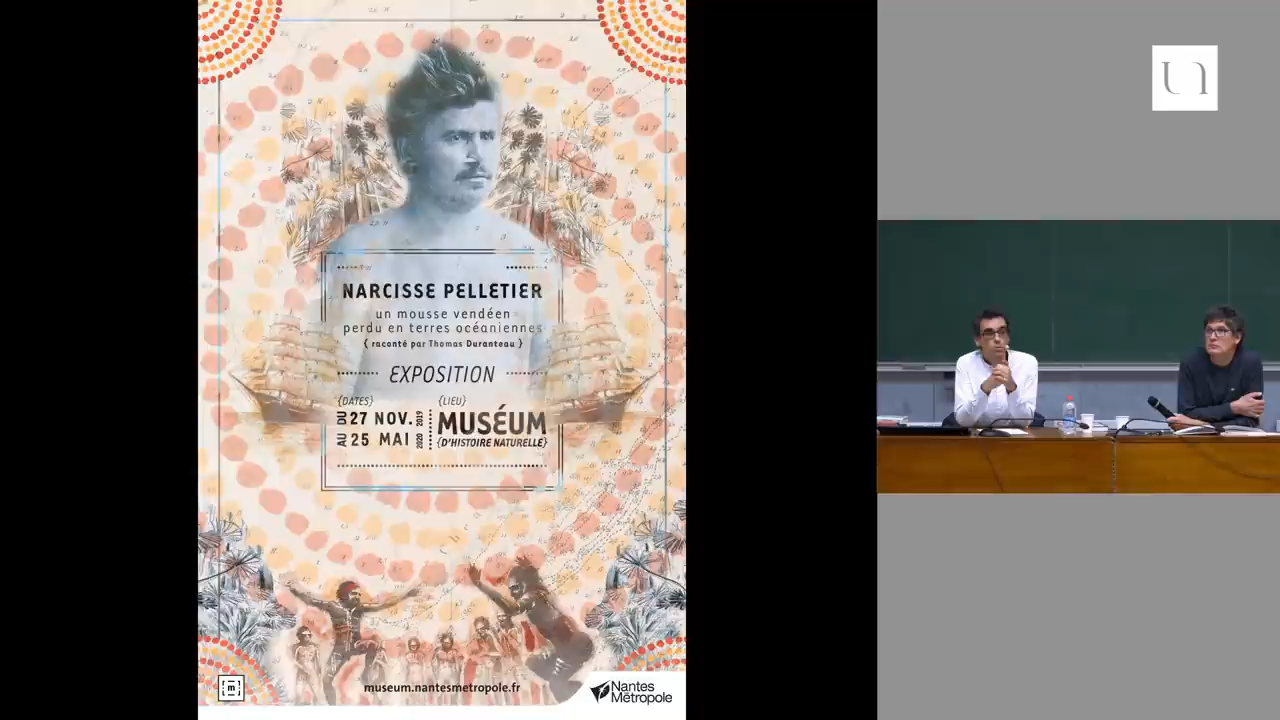 NARCISSE PELLETIER
un mousse vendéen
perdu en terres océaniennes
{ raconté par Thomas Duranteau }
EXPOSITION
{DATES}
DU 27 NOV. 2019
AU 25 MAI 2020
{LIEU}
MUSÉUM
{D'HISTOIRE NATURELLE}
m
museum.nantesmetropole.fr
Nantes
Métropole